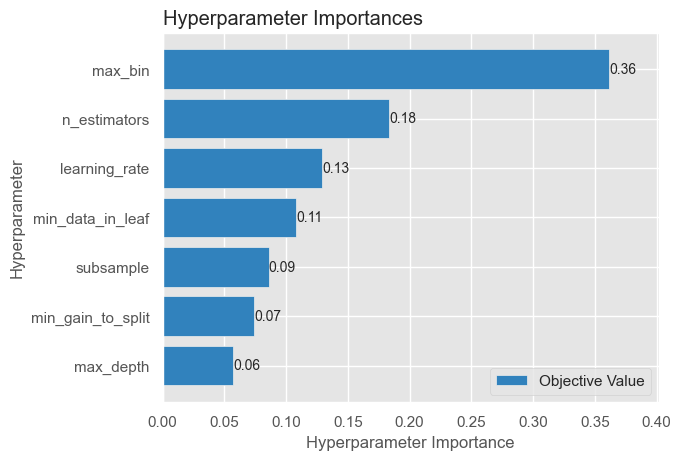 Hyperparameter Importances
Hyperparameter
max_bin
0.36
n_estimators
0.18
learning_rate
0.13
min_data_in_leaf
0.11
subsample
0.09
min_gain_to_split
0.07
max_depth
0.06
Objective Value
0.00 0.05 0.10 0.15 0.20 0.25 0.30 0.35 0.40
Hyperparameter Importance